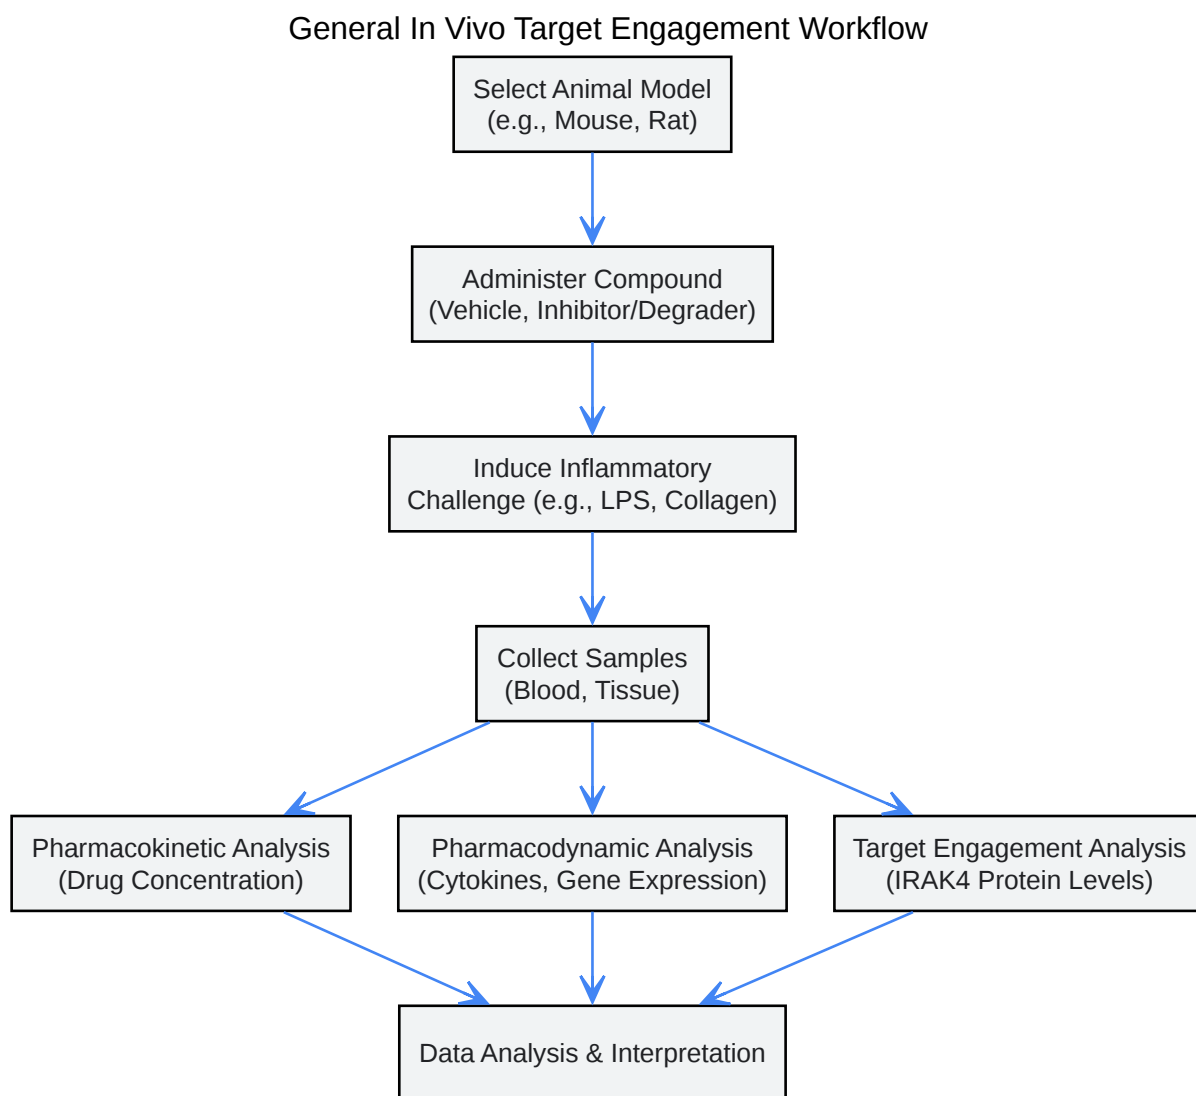 General In Vivo Target Engagement Workflow
Select Animal Model
(e.g., Mouse, Rat)
Administer Compound
(Vehicle, Inhibitor/Degrader)
Induce Inflammatory
Challenge (e.g., LPS, Collagen)
Collect Samples
(Blood, Tissue)
Pharmacokinetic Analysis
(Drug Concentration)
Pharmacodynamic Analysis
(Cytokines, Gene Expression)
Target Engagement Analysis
(IRAK4 Protein Levels)
Data Analysis & Interpretation